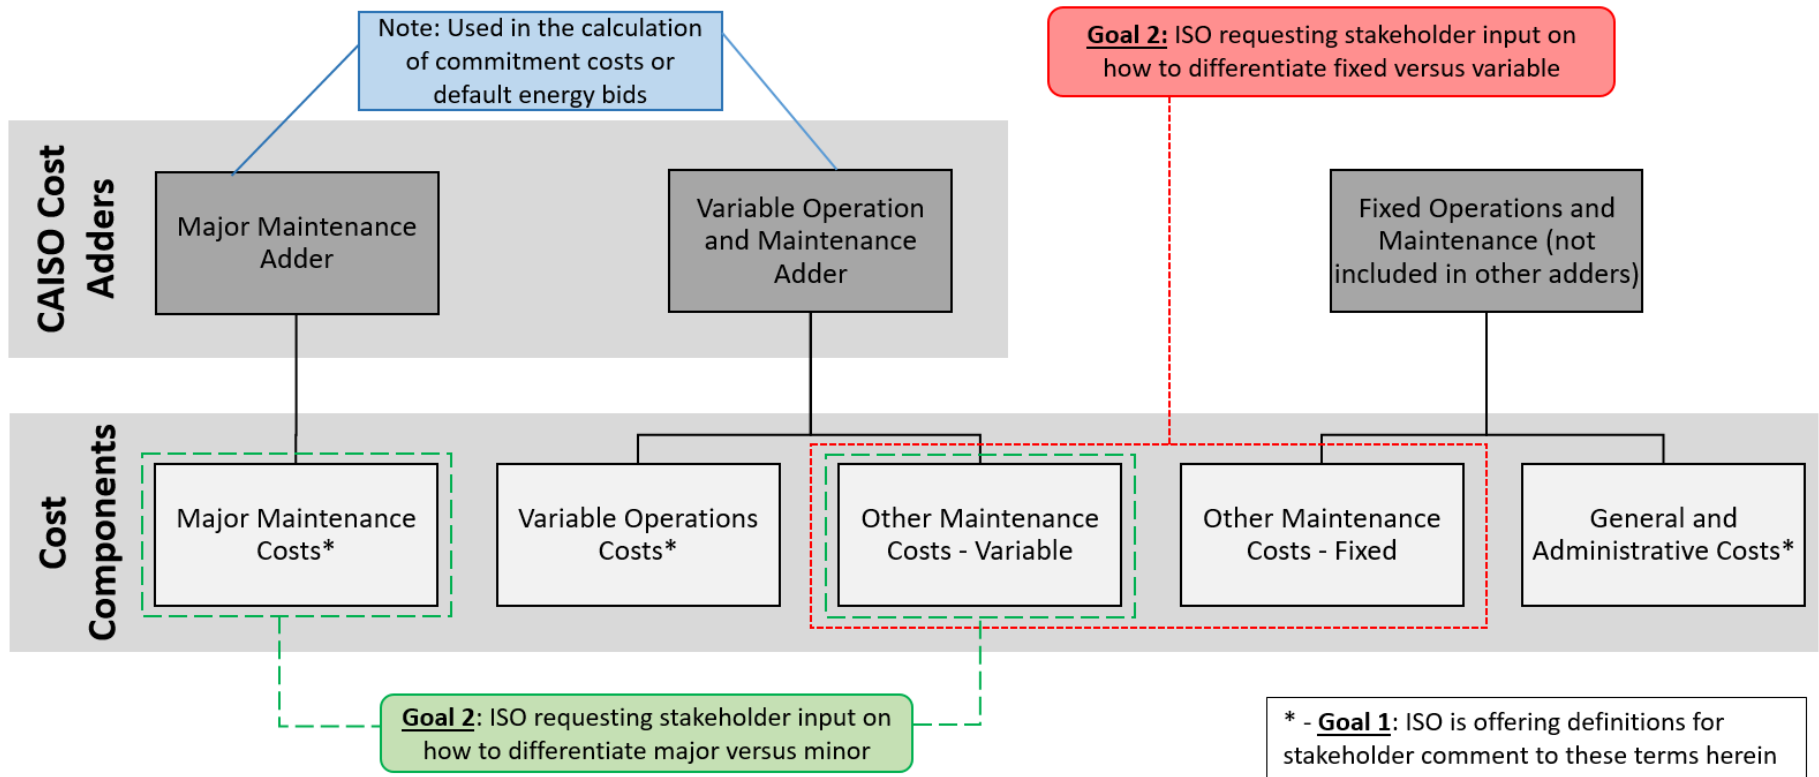 Note: Used in the calculation
of commitment costs or
default energy bids
Goal 2: ISO requesting stakeholder input on
how to differentiate fixed versus variable
CAISO Cost
Adders
Major Maintenance
Adder
Variable Operation
and Maintenance
Adder
Fixed Operations and
Maintenance (not
included in other adders)
Cost
Components
Major Maintenance
Costs*
Variable Operations
Costs*
Other Maintenance
Costs - Variable
Other Maintenance
Costs - Fixed
General and
Administrative Costs*
Goal 2: ISO requesting stakeholder input on
how to differentiate major versus minor
* - Goal 1: ISO is offering definitions for
stakeholder comment to these terms herein